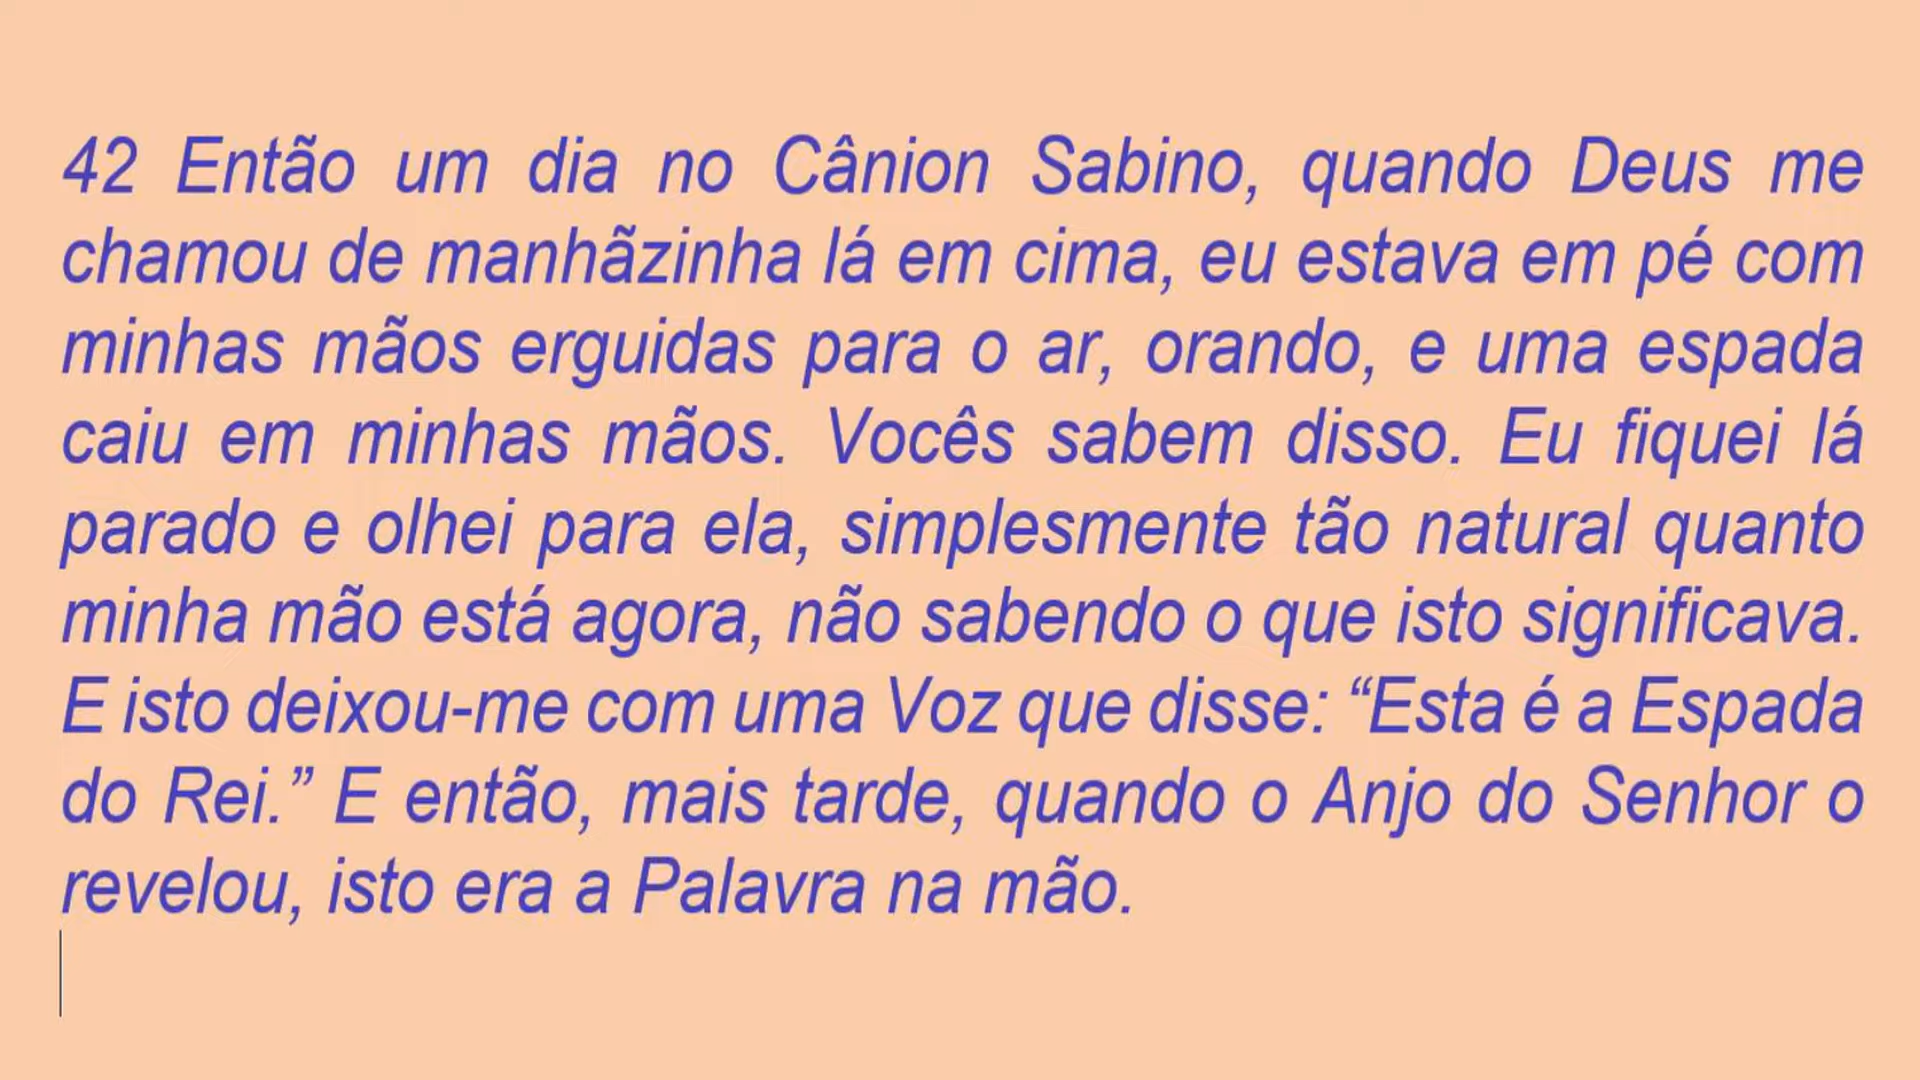 42 Então um dia no Cânion Sabino, quando Deus me
chamou de manhãzinha lá em cima, eu estava em pé com
minhas mãos erguidas para o ar, orando, e uma espada
caiu em minhas mãos. Vocês sabem disso. Eu fiquei lá
parado e olhei para ela, simplesmente tão natural quanto
minha mão está agora, não sabendo o que isto significava.
E isto deixou-me com uma Voz que disse: “Esta é a Espada
do Rei.” E então, mais tarde, quando o Anjo do Senhor o
revelou, isto era a Palavra na mão.